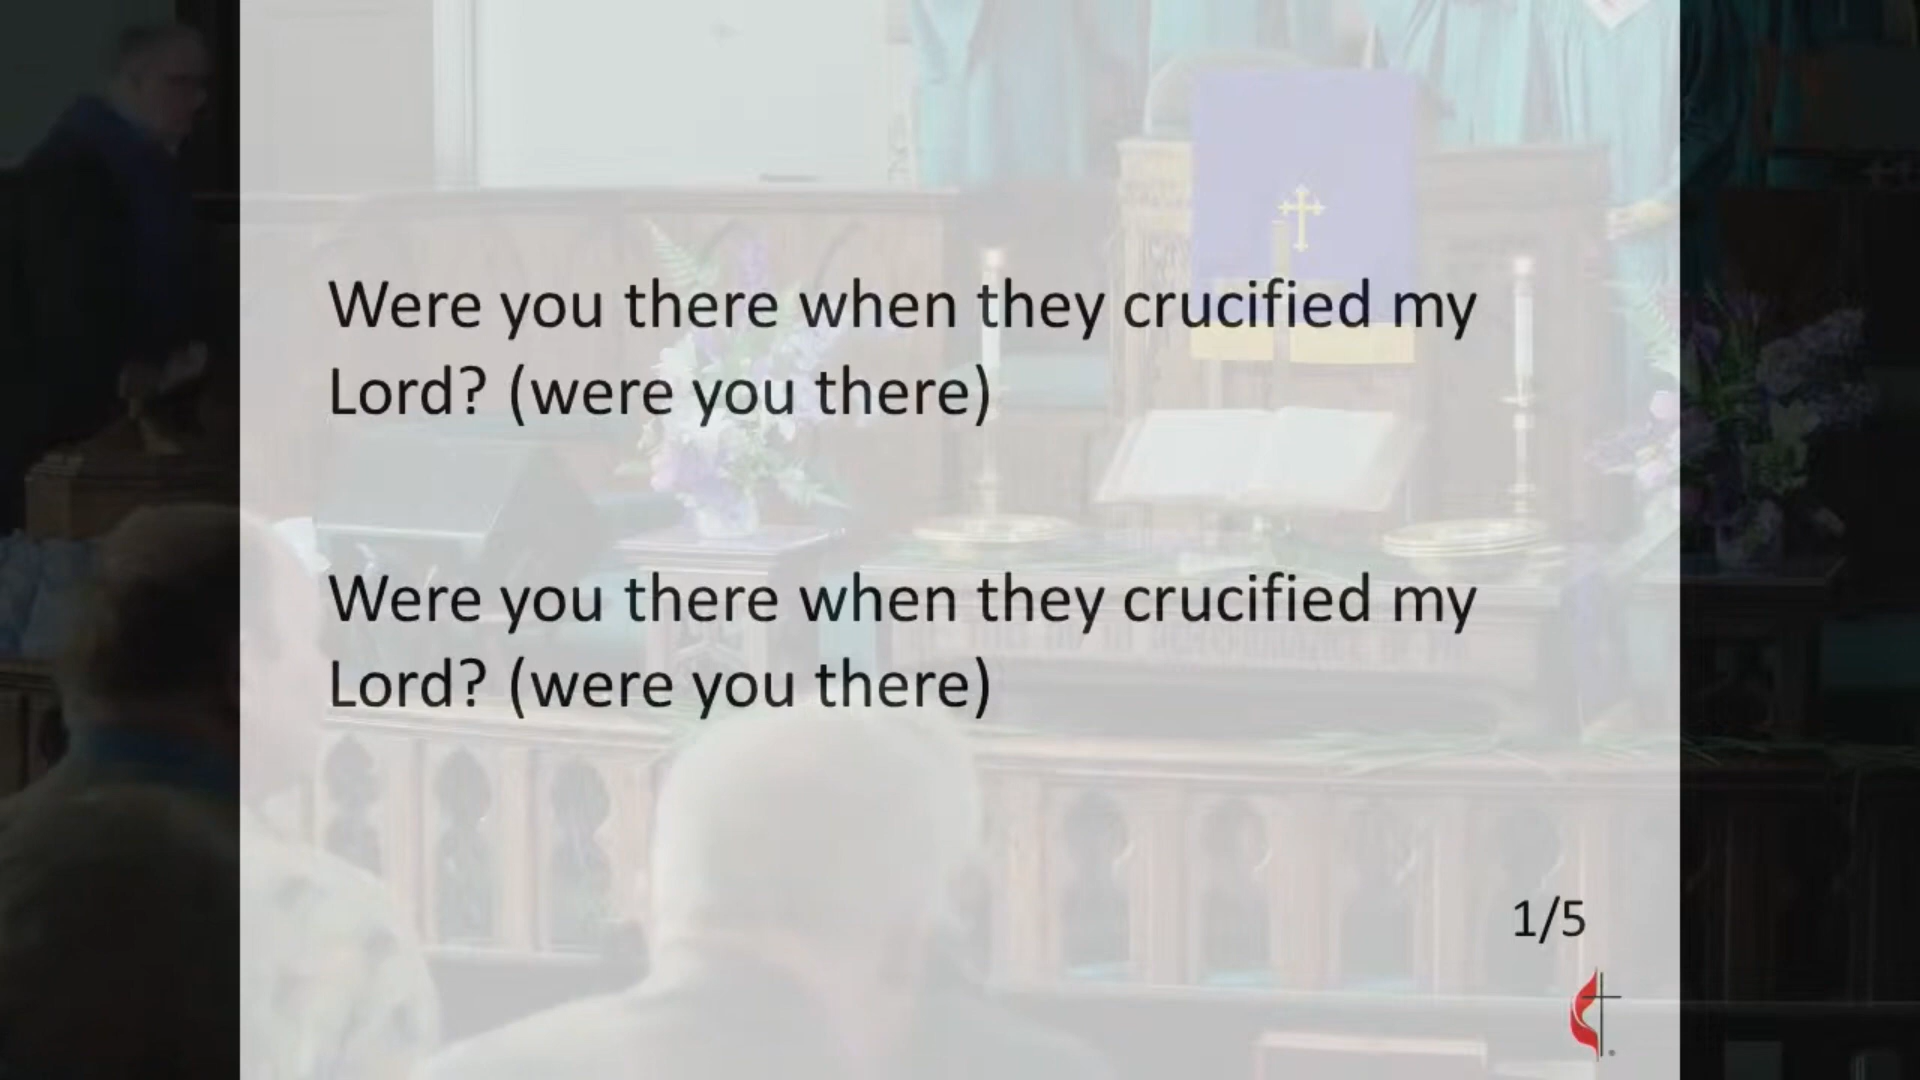 Were you there when they crucified my
Lord? (were you there)
Were you there when they crucified my
Lord? (were you there)
1/5